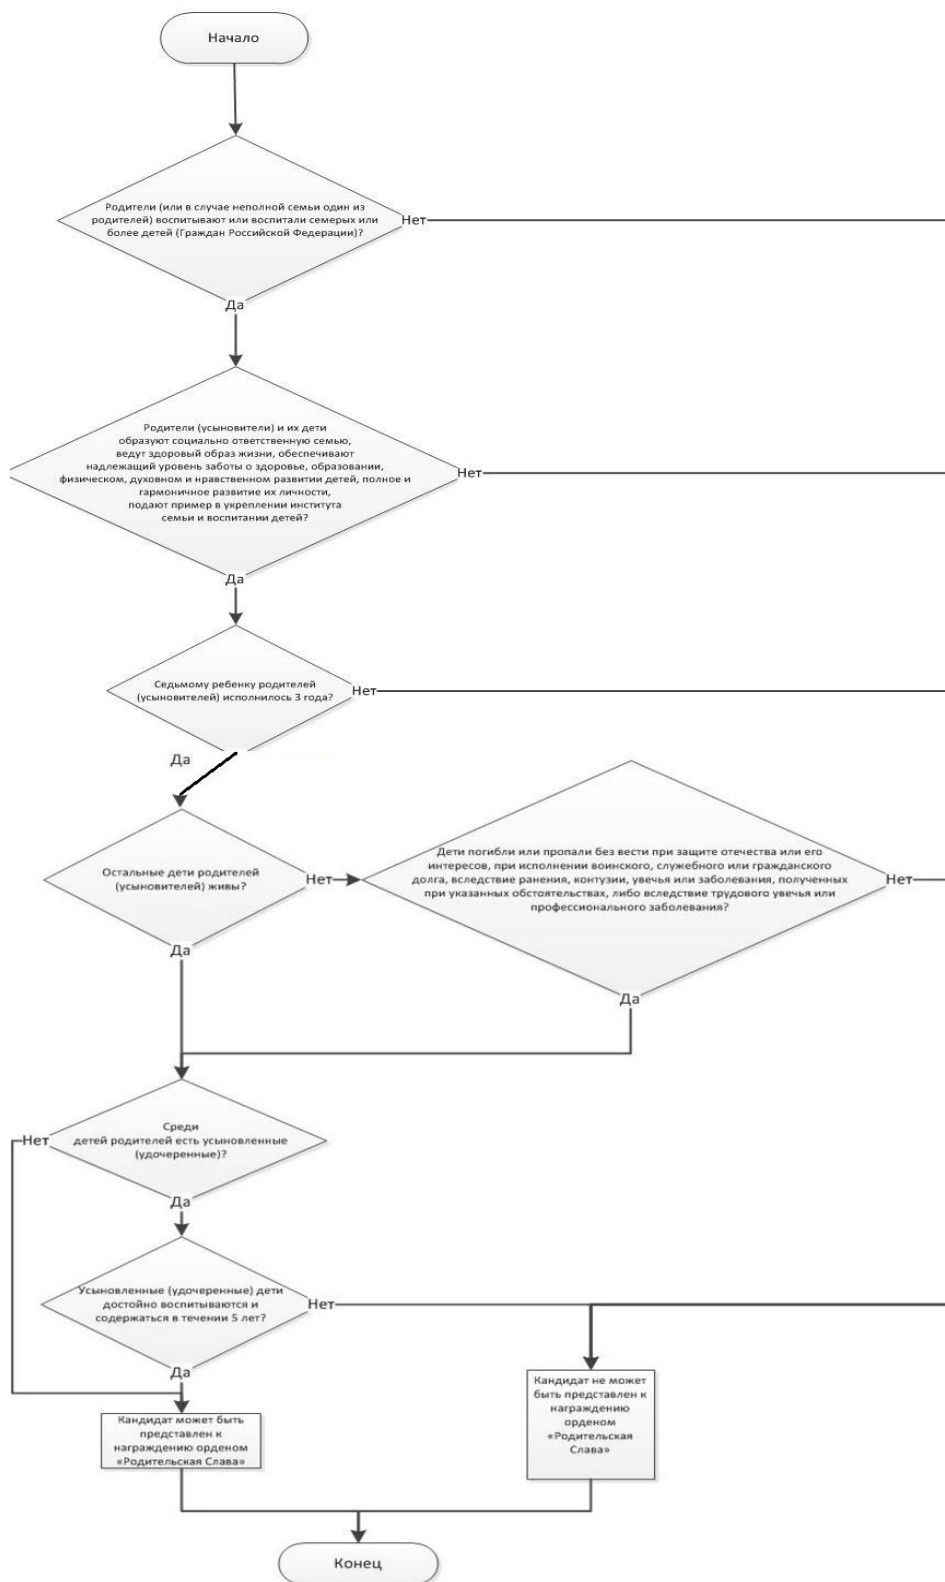 Начало
Родители (или в случае неполной семьи один из
родителей) воспитывают или воспитали семерых или
более детей (Граждан Российской Федерации)?
Нет
Да
Родители (усыновители) и их дети
образуют социально ответственную семью,
ведут здоровый образ жизни, обеспечивают
надлежащий уровень заботы о здоровье, образовании,
физическом, духовном и нравственном развитии детей, полное и
гармоничное развитие их личности,
подают пример в укреплении института
семьи и воспитании детей?
Нет
Да
Седьмому ребенку родителей
(усыновителей) исполнилось 3 года?
Нет
Да
Остальные дети родителей
(усыновителей) живы?
Нет
Да
Дети погибли или пропали без вести при защите отечества или его
интересов, при исполнении воинского, служебного или гражданского
долга, вследствие ранения, контузии, увечья или заболевания, полученных
при указанных обстоятельствах, либо вследствие трудового увечья или
профессионального заболевания?
Нет
Да
Среди
детей родителей есть усыновленные
(удочеренные)?
Нет
Да
Усыновленные (удочеренные) дети
достойно воспитываются и
содержаться в течении 5 лет?
Нет
Да
Кандидат может быть
представлен к
награждению орденом
«Родительская Слава»
Кандидат не может
быть представлен к
награждению
орденом
«Родительская
Слава»
Конец